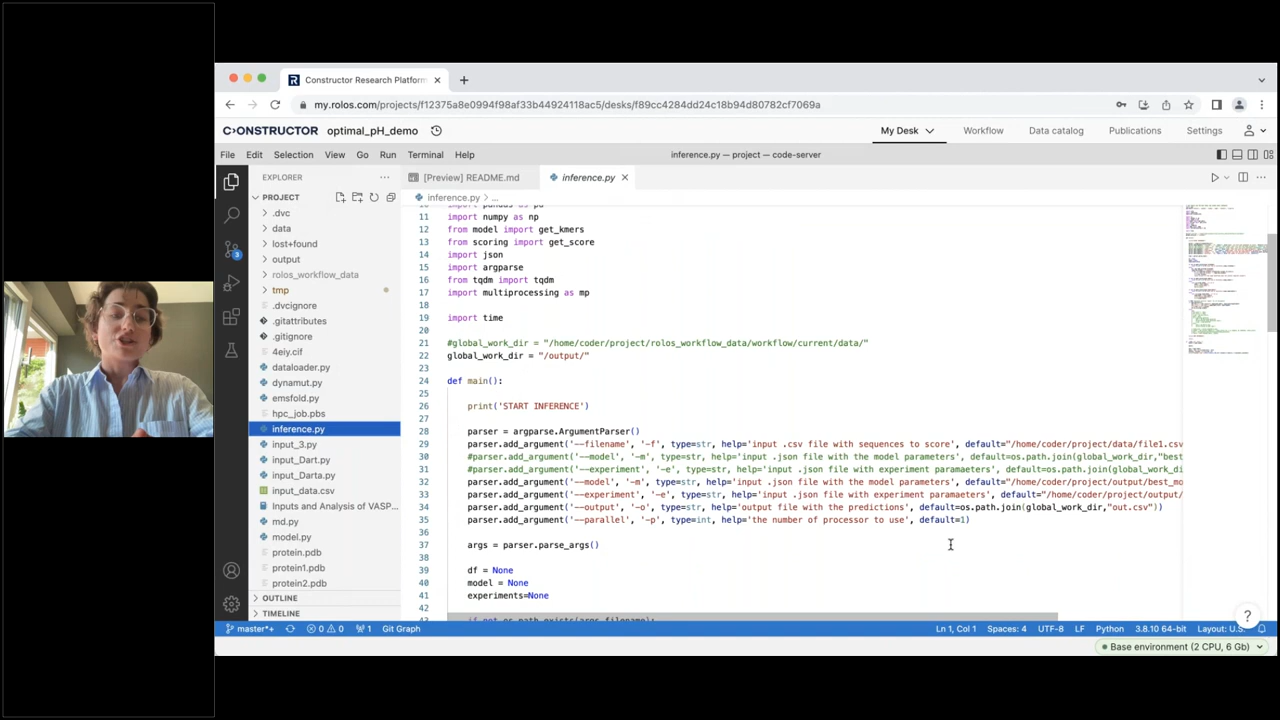 Constructor Research Platform
my.rolos.com/projects/f12375a8e0994f98af33b44924118ac5/desks/f89cc4284dd24c18b94d80782cf7069a
CONSTRUCTOR optimal_pH_demo My Desk Workflow Data catalog Publications Settings
File Edit Selection View Go Run Terminal Help inference.py — project — code-server
EXPLORER ... [Preview] README.md inference.py
PROJECT
inference.py > ...
.dvc
data
lost+found
output
rolos_workflow_data
tmp
.dvcignore
.gitattributes
.gitignore
4eiy.cif
dataloader.py
dynamut.py
emsfold.py
hpc_job.pbs
inference.py
input_3.py
input_Dart.py
input_Darta.py
input_data.csv
Inputs and Analysis of VASP...
md.py
model.py
protein.pdb
protein1.pdb
protein2.pdb
OUTLINE
TIMELINE
3
11 import numpy as np
12 from model import get_kmers
13 from scoring import get_score
14 import json
15 import argparse
16 from tqdm import tqdm
17 import multiprocessing as mp
18
19 import time
20
21 #global_work_dir = "/home/coder/project/rolos_workflow_data/workflow/current/data/"
22 global_work_dir = "/output/"
23
24 def main():
25
26 print('START INFERENCE')
27
28 parser = argparse.ArgumentParser()
29 parser.add_argument('--filename', '-f', type=str, help='input .csv file with sequences to score', default="/home/coder/project/data/file1.csv
30 #parser.add_argument('--model', '-m', type=str, help='input .json file with the model parameters', default=os.path.join(global_work_dir,"best
31 #parser.add_argument('--experiment', '-e', type=str, help='input .json file with experiment paramaeters', default=os.path.join(global_work_di
32 parser.add_argument('--model', '-m', type=str, help='input .json file with the model parameters', default="/home/coder/project/output/best_mo
33 parser.add_argument('--experiment', '-e', type=str, help='input .json file with experiment paramaeters', default="/home/coder/project/output/
34 parser.add_argument('--output', '-o', type=str, help='output file with the predictions', default=os.path.join(global_work_dir,"out.csv"))
35 parser.add_argument('--parallel', '-p', type=int, help='the number of processor to use', default=1)
36
37 args = parser.parse_args()
38
39 df = None
40 model = None
41 experiments=None
42
master*+ 0 0 1 Git Graph Ln 1, Col 1 Spaces: 4 UTF-8 LF Python 3.8.10 64-bit Layout: U.S.
Base environment (2 CPU, 6 Gb)